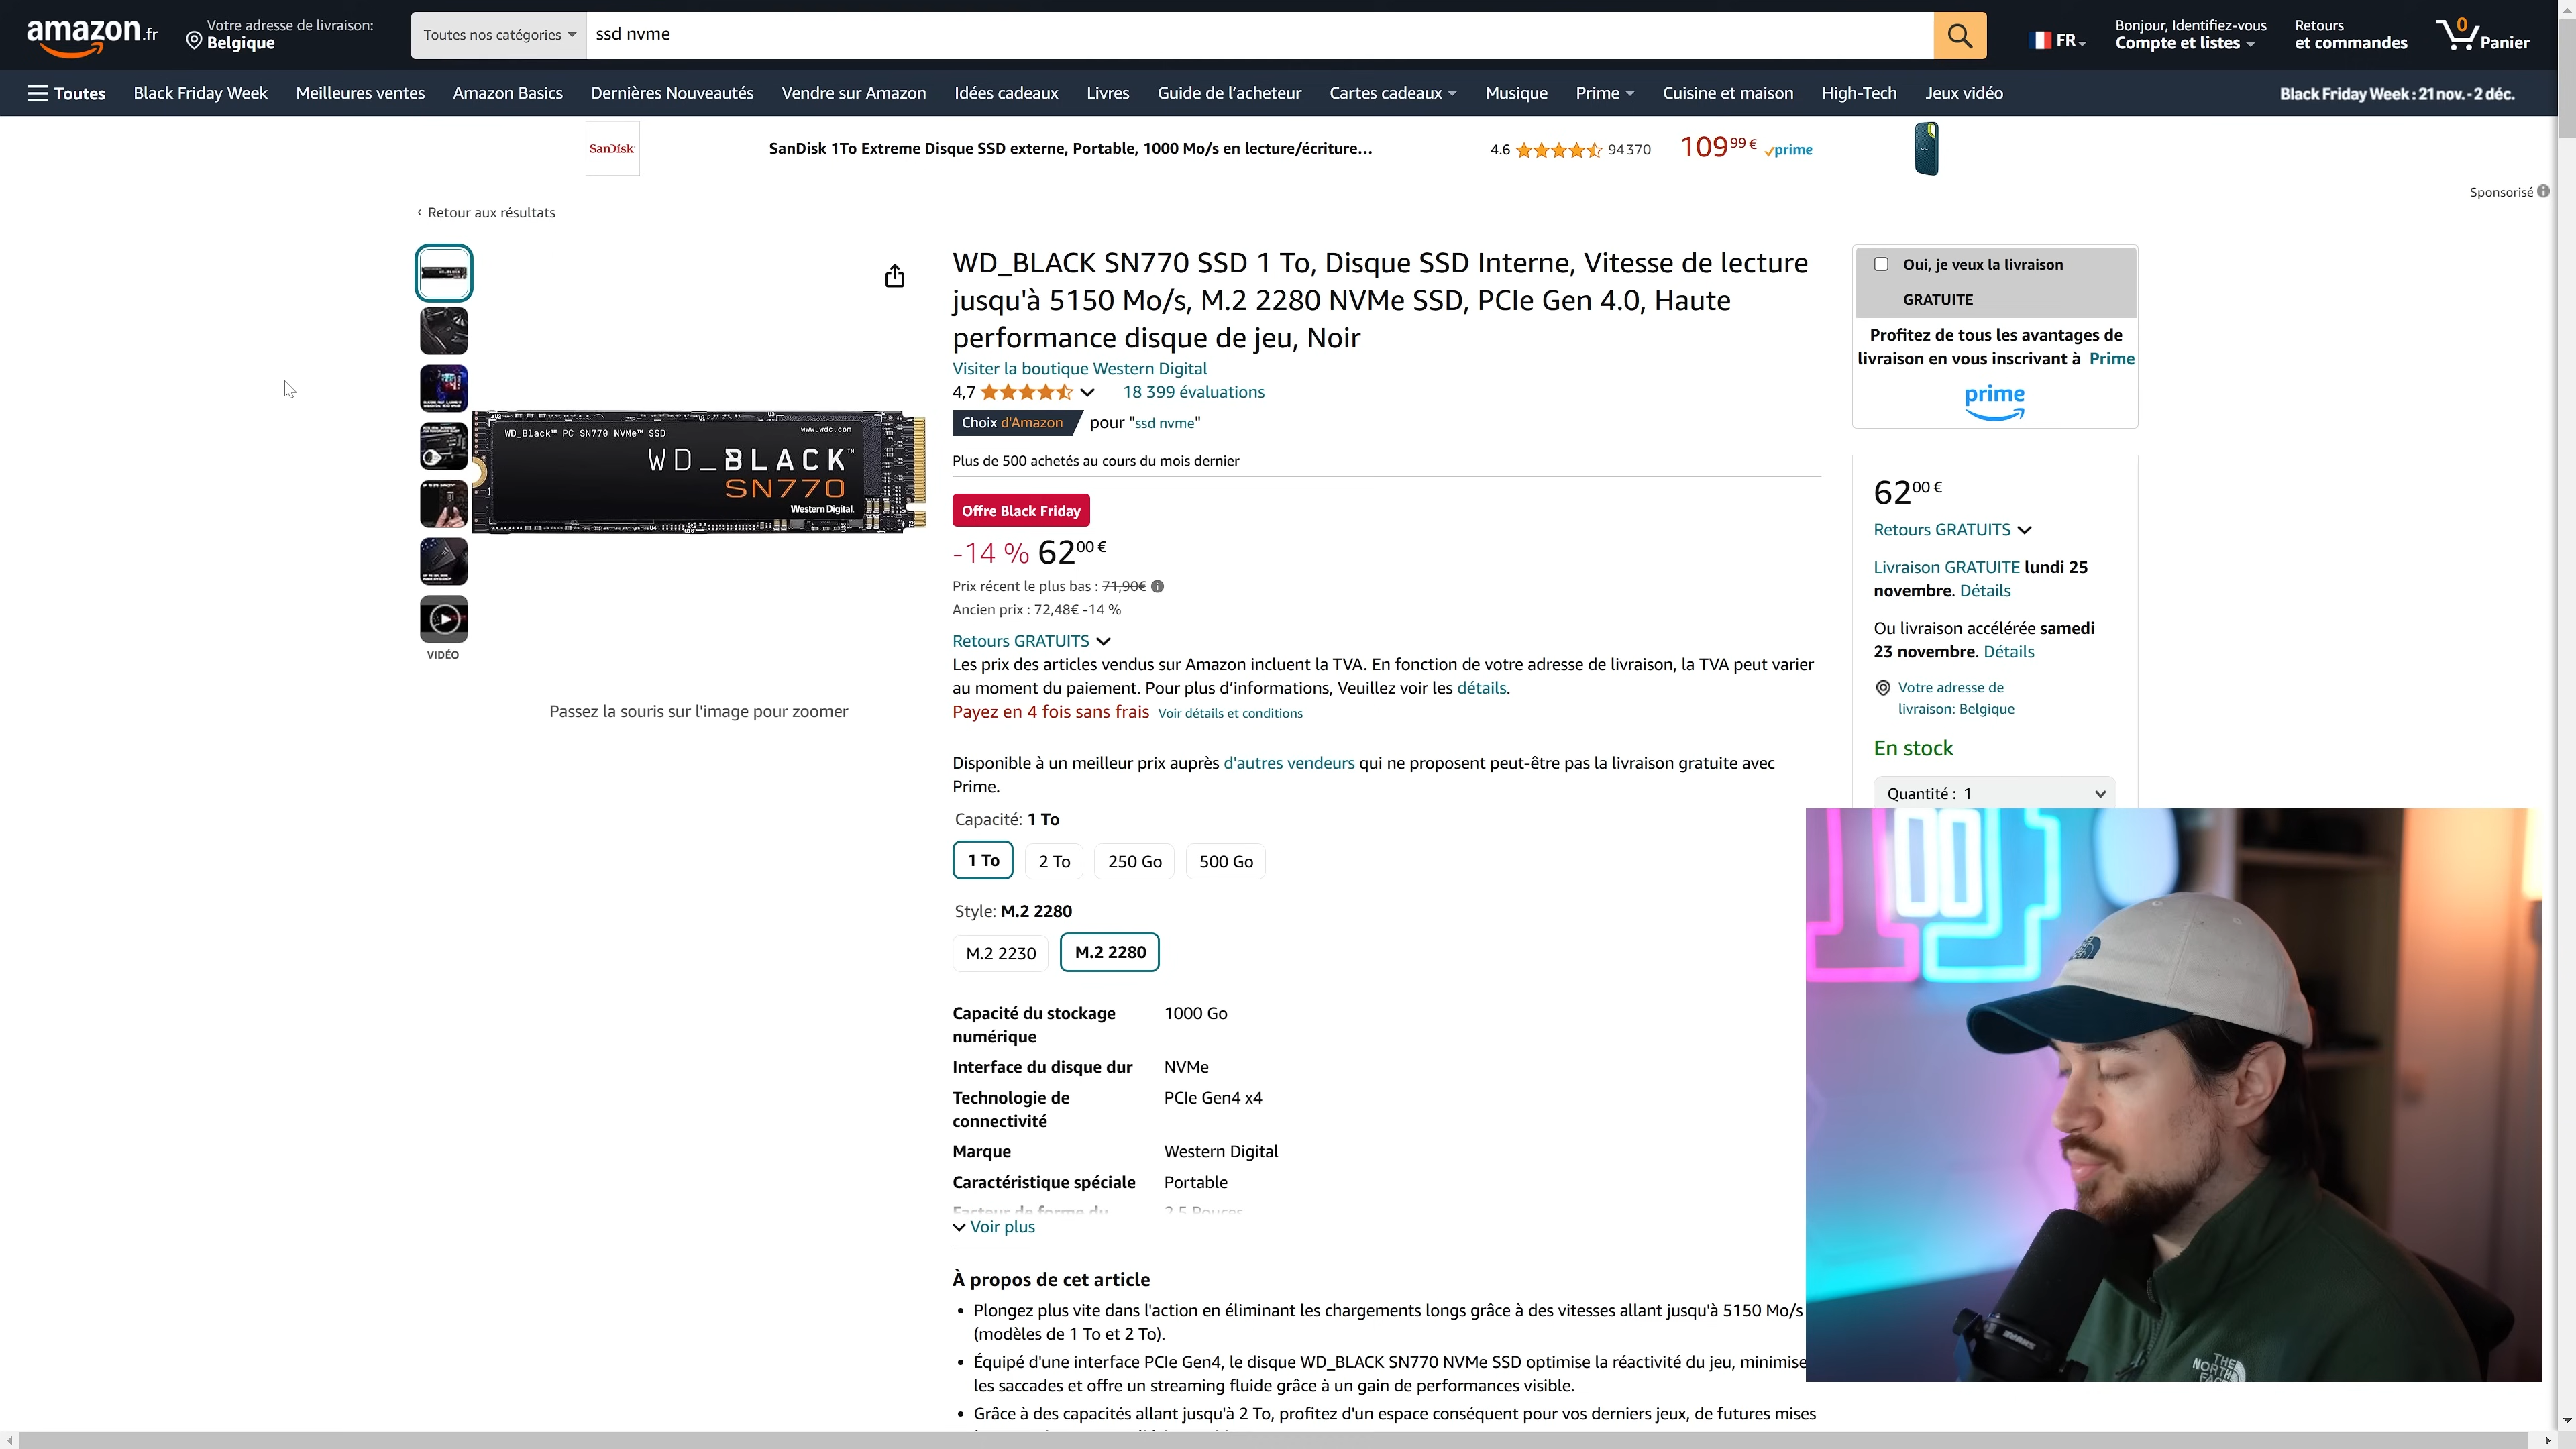 amazon.fr
Votre adresse de livraison:
Belgique
Toutes nos catégories
ssd nvme
FR
Bonjour, Identifiez-vous
Compte et listes
Retours
et commandes
0
Panier
Toutes
Black Friday Week
Meilleures ventes
Amazon Basics
Dernières Nouveautés
Vendre sur Amazon
Idées cadeaux
Livres
Guide de l’acheteur
Cartes cadeaux
Musique
Prime
Cuisine et maison
High-Tech
Jeux vidéo
Black Friday Week : 21 nov. - 2 déc.
SanDisk
SanDisk 1To Extreme Disque SSD externe, Portable, 1000 Mo/s en lecture/écriture…
4.6
94 370
109 99 €
prime
Sponsorisé
‹ Retour aux résultats
WD_Black™ PC SN770 NVMe™ SSD
www.wdc.com
WD_BLACK™
SN770
Western Digital.
VIDÉO
Passez la souris sur l'image pour zoomer
WD_BLACK SN770 SSD 1 To, Disque SSD Interne, Vitesse de lecture
jusqu'à 5150 Mo/s, M.2 2280 NVMe SSD, PCIe Gen 4.0, Haute
performance disque de jeu, Noir
Visiter la boutique Western Digital
4,7
18 399 évaluations
Choix d'Amazon pour "ssd nvme"
Plus de 500 achetés au cours du mois dernier
Offre Black Friday
-14 % 62 00 €
Prix récent le plus bas : 71,90€
Ancien prix : 72,48€ -14 %
Retours GRATUITS
Les prix des articles vendus sur Amazon incluent la TVA. En fonction de votre adresse de livraison, la TVA peut varier
au moment du paiement. Pour plus d’informations, Veuillez voir les détails.
Payez en 4 fois sans frais Voir détails et conditions
Disponible à un meilleur prix auprès d'autres vendeurs qui ne proposent peut-être pas la livraison gratuite avec
Prime.
Capacité: 1 To
1 To
2 To
250 Go
500 Go
Style: M.2 2280
M.2 2230
M.2 2280
Capacité du stockage
numérique
1000 Go
Interface du disque dur
NVMe
Technologie de
connectivité
PCIe Gen4 x4
Marque
Western Digital
Caractéristique spéciale
Portable
Facteur de forme du
2.5 Pouces
Voir plus
À propos de cet article
• Plongez plus vite dans l'action en éliminant les chargements longs grâce à des vitesses allant jusqu'à 5150 Mo/s
(modèles de 1 To et 2 To).
• Équipé d'une interface PCIe Gen4, le disque WD_BLACK SN770 NVMe SSD optimise la réactivité du jeu, minimise
les saccades et offre un streaming fluide grâce à un gain de performances visible.
• Grâce à des capacités allant jusqu'à 2 To, profitez d'un espace conséquent pour vos derniers jeux, de futures mises
Oui, je veux la livraison
GRATUITE
Profitez de tous les avantages de
livraison en vous inscrivant à Prime
prime
62 00 €
Retours GRATUITS
Livraison GRATUITE lundi 25
novembre. Détails
Ou livraison accélérée samedi
23 novembre. Détails
Votre adresse de
livraison: Belgique
En stock
Quantité : 1
THE
NORTH